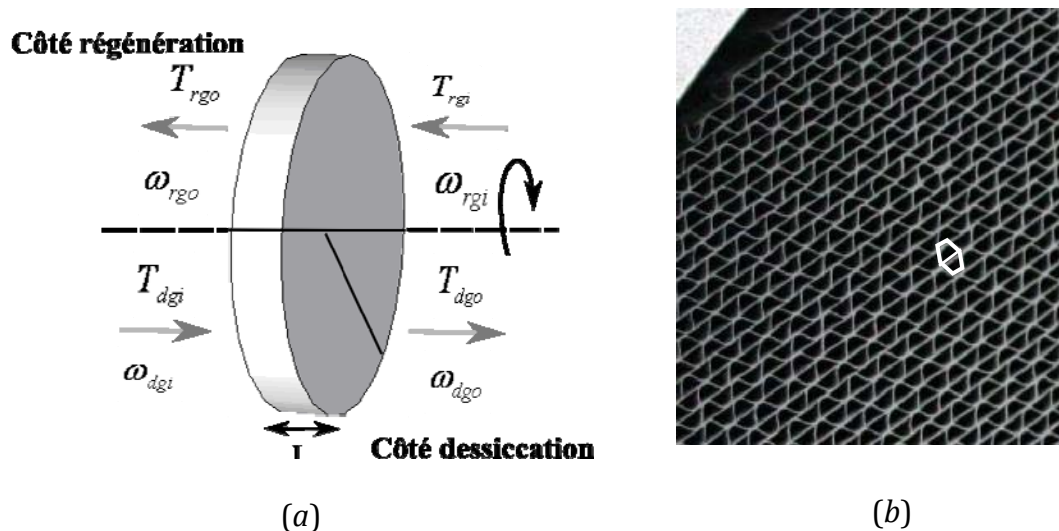 Côté régénération
T_rgo
T_rgi
ω_rgo
ω_rgi
T_dgi
T_dgo
ω_dgi
ω_dgo
Côté dessiccation
(a)
(b)